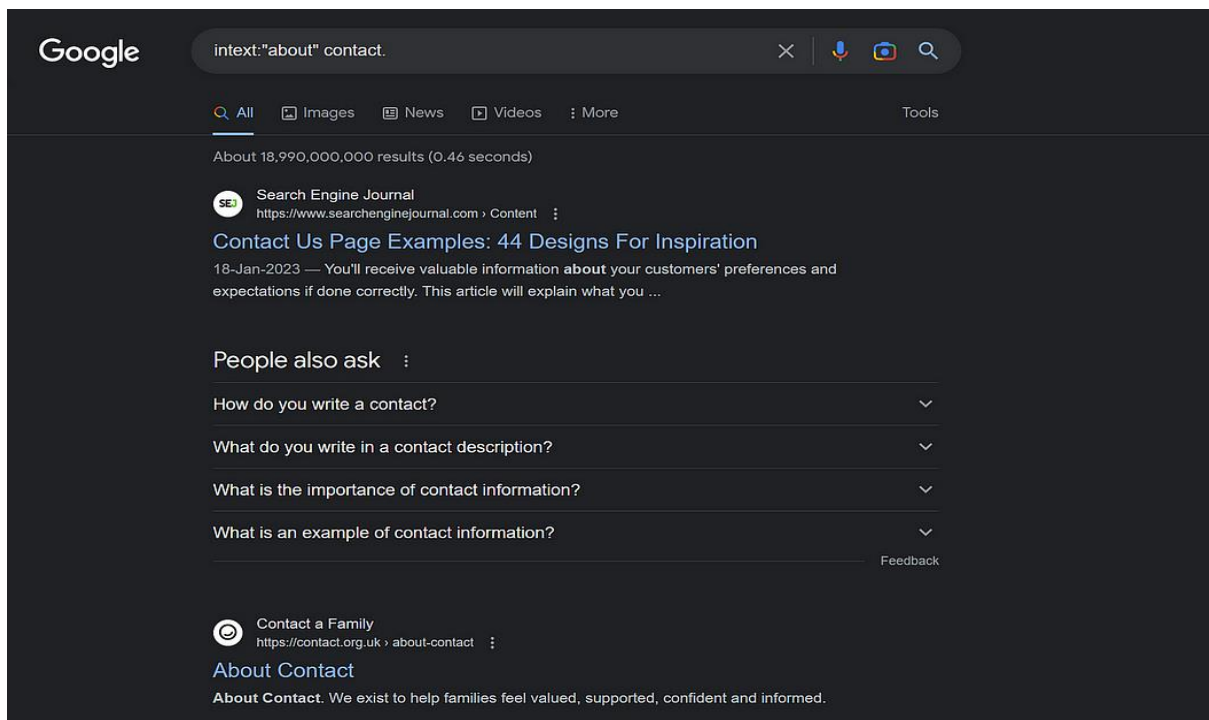 Google
intext:"about" contact.
All Images News Videos More Tools
About 18,990,000,000 results (0.46 seconds)
SEJ
Search Engine Journal
https://www.searchenginejournal.com › Content
Contact Us Page Examples: 44 Designs For Inspiration
18-Jan-2023 — You'll receive valuable information about your customers' preferences and
expectations if done correctly. This article will explain what you ...
People also ask
How do you write a contact?
What do you write in a contact description?
What is the importance of contact information?
What is an example of contact information?
Feedback
Contact a Family
https://contact.org.uk › about-contact
About Contact
About Contact. We exist to help families feel valued, supported, confident and informed.